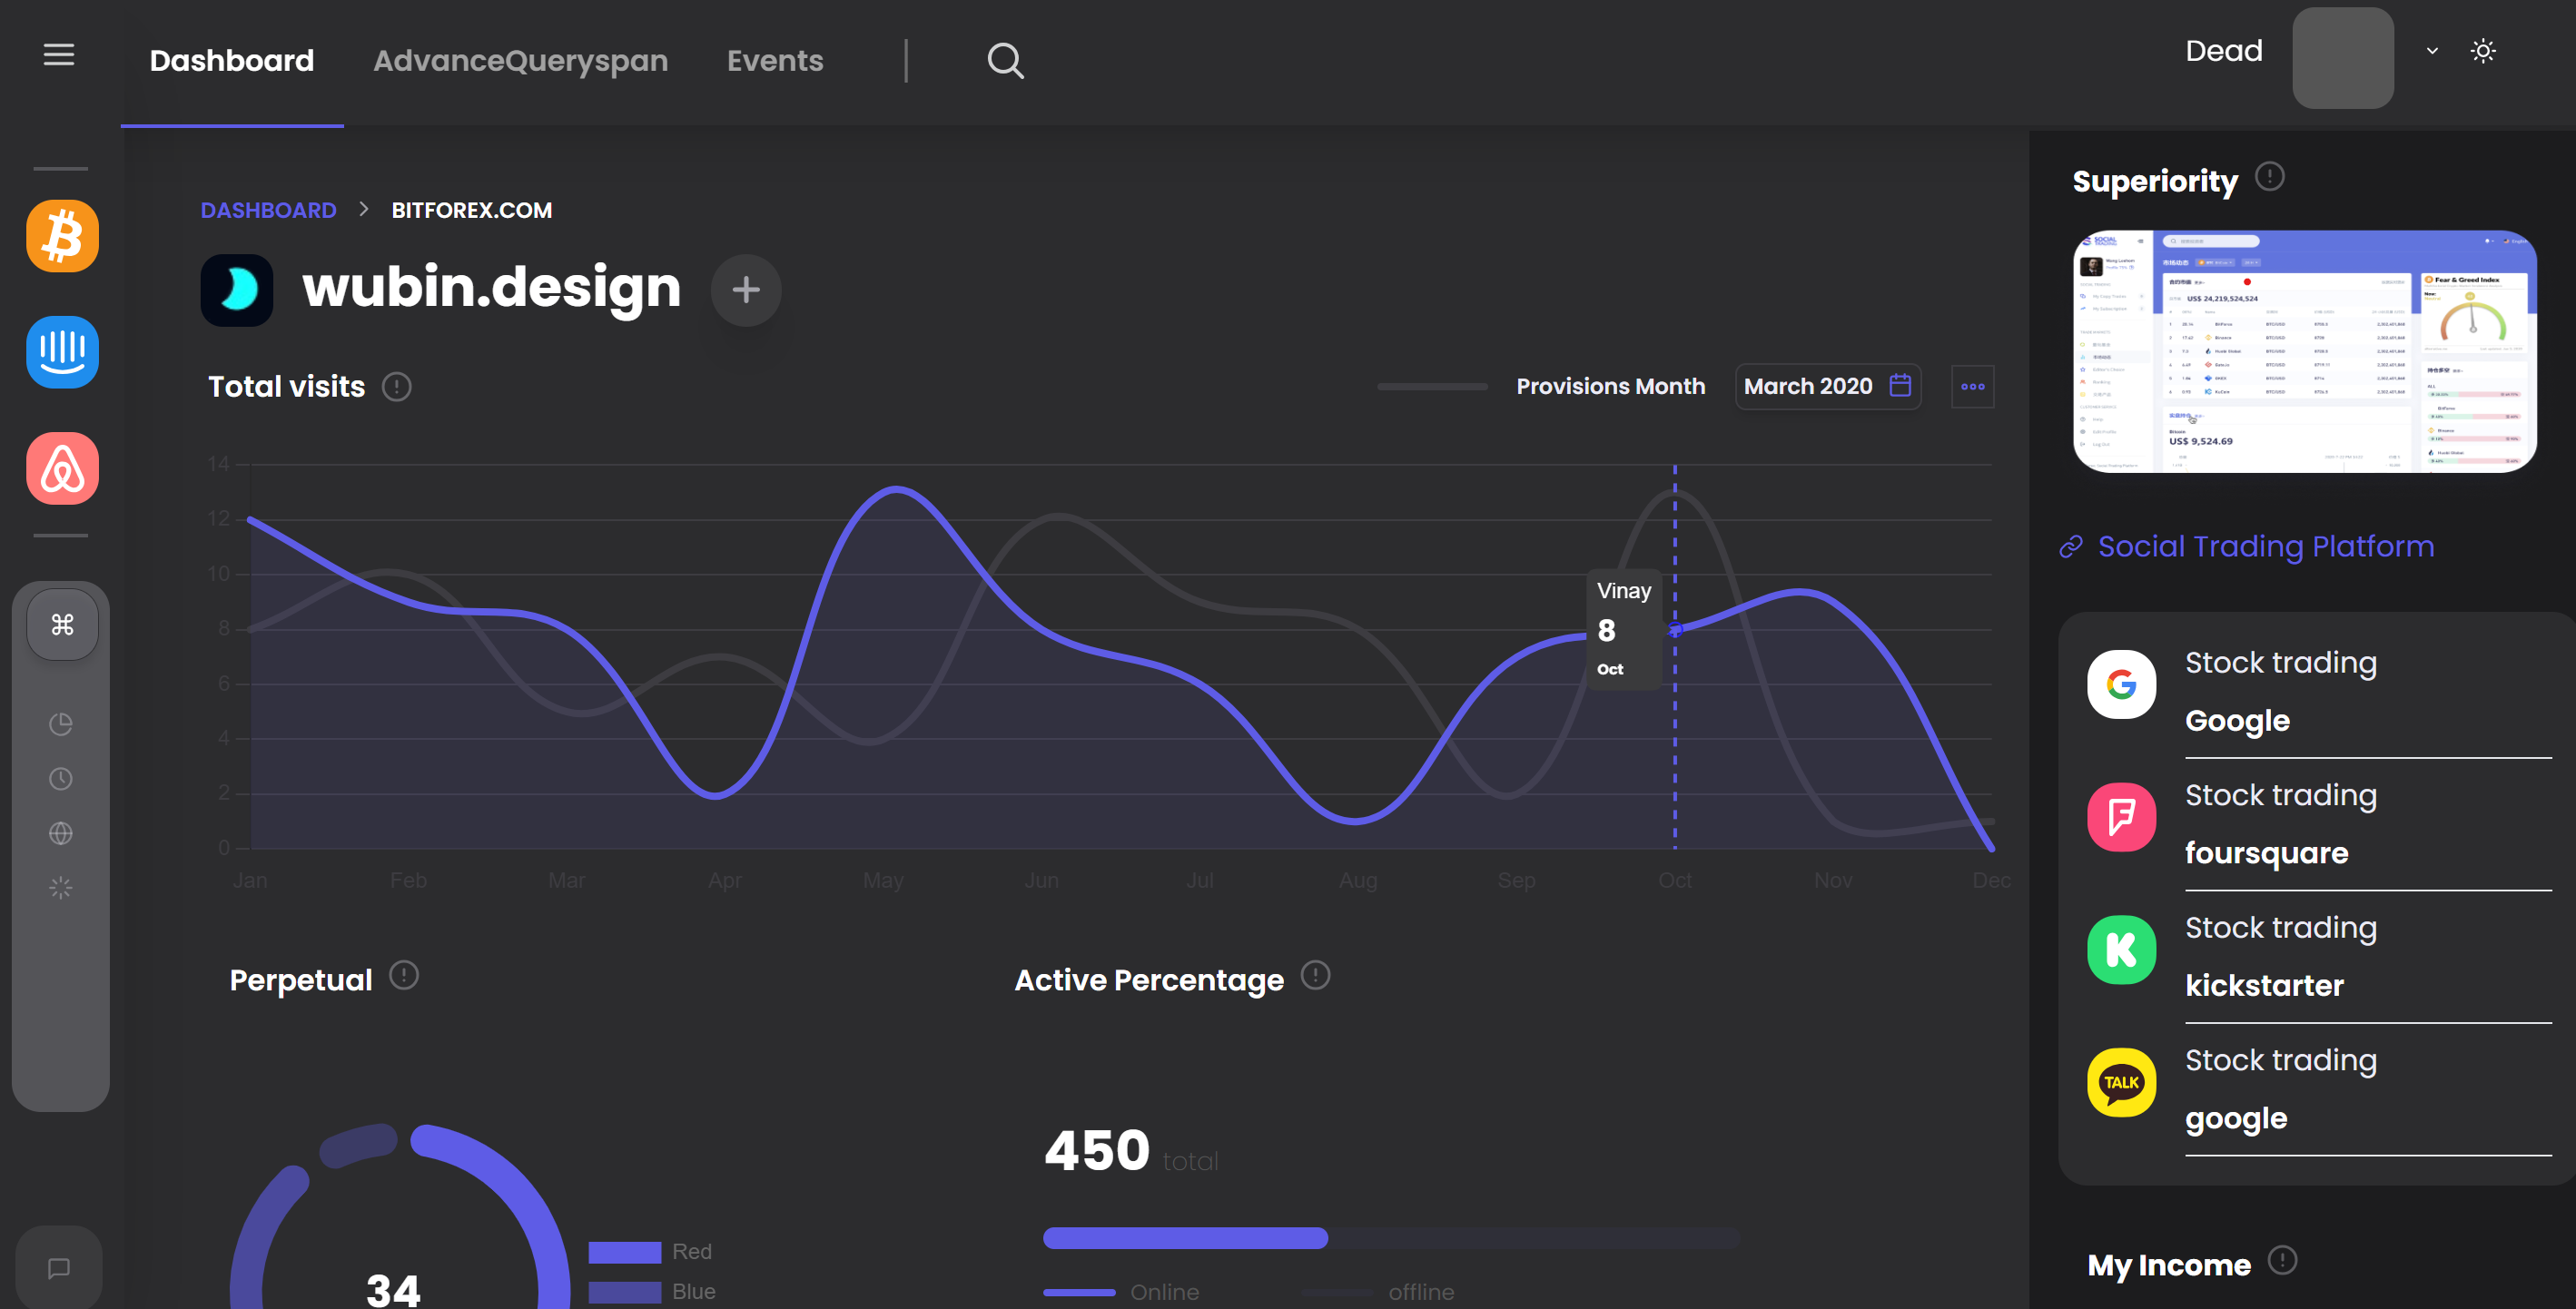 Dashboard AdvanceQueryspan Events
Dead
DASHBOARD > BITFOREX.COM
wubin.design
Total visits
Provisions Month March 2020
14
12
10
8
6
4
2
0
Jan Feb Mar Apr May Jun Jul Aug Sep Oct Nov Dec
Vinay
8
Oct
Perpetual
34
Red
Blue
Active Percentage
450 total
Online offline
Superiority
SOCIAL
US$ 24,219,524,524
Fear & Greed Index
US$ 9,524.69
Social Trading Platform
Stock trading
Google
Stock trading
foursquare
Stock trading
kickstarter
TALK
Stock trading
google
My Income